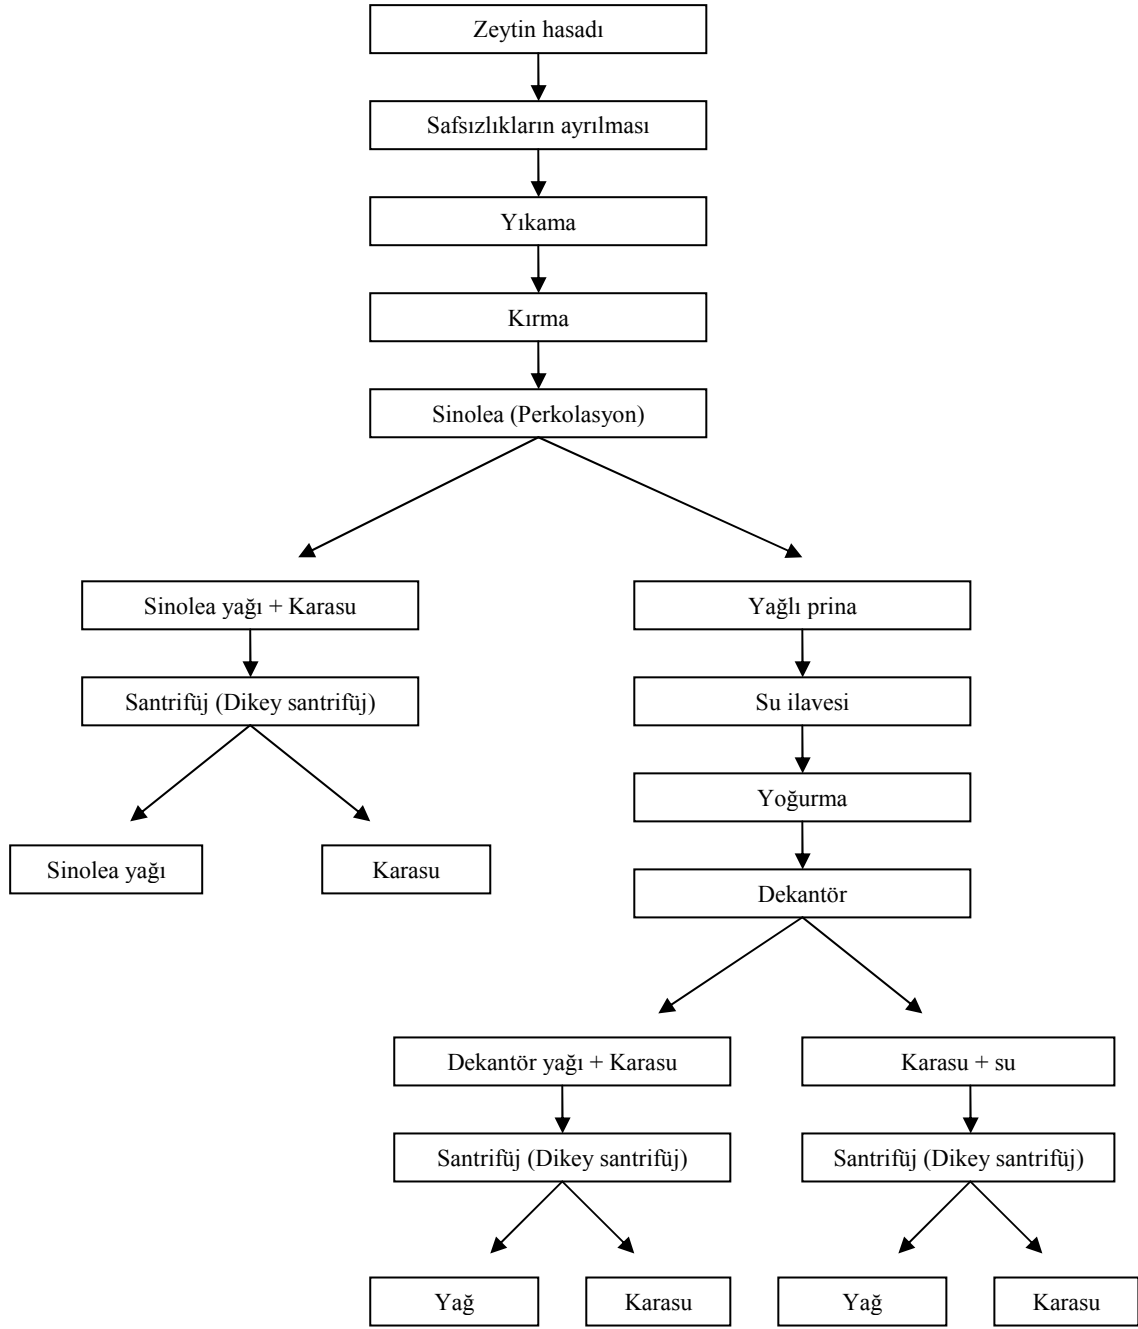 Zeytin hasadı
Safsızlıkların ayrılması
Yıkama
Kırma
Sinolea (Perkolasyon)
Sinolea yağı + Karasu
Yağlı prina
Santrifüj (Dikey santrifüj)
Su ilavesi
Yoğurma
Sinolea yağı
Karasu
Dekantör
Dekantör yağı + Karasu
Karasu + su
Santrifüj (Dikey santrifüj)
Santrifüj (Dikey santrifüj)
Yağ
Karasu
Yağ
Karasu